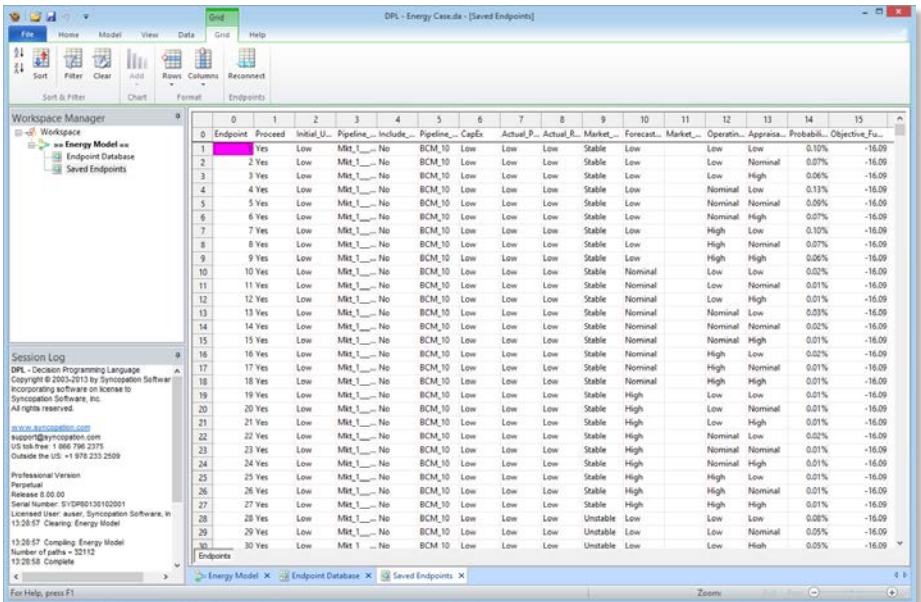 Grid
DPL - Energy Case.da - [Saved Endpoints]
File Home Model View Data Grid Help
Sort Filter Clear Add Rows Columns Reconnect
Sort & Filter Chart Format Endpoints
Workspace Manager
Workspace
»» Energy Model ««
Endpoint Database
Saved Endpoints
Session Log
DPL - Decision Programming Language
Copyright © 2003-2013 by Syncopation Softwar
Incorporating software on license to
Syncopation Software, Inc.
All rights reserved.
www.syncopation.com
support@syncopation.com
US toll-free: 1 866 796 2375
Outside the US: +1 978 233 2509
Professional Version
Perpetual
Release 8.00.00
Serial Number: SYDP80130102001
Licensed User: auser, Syncopation Software, In
13:28:57 Clearing: Energy Model
13:28:57 Compiling: Energy Model
Number of paths = 32112
13:28:58 Complete
0 1 2 3 4 5 6 7 8 9 10 11 12 13 14 15
0 Endpoint Proceed Initial_U... Pipeline_... Include_... Pipeline_... CapEx Actual_P... Actual_R... Market_... Forecast... Market_... Operatin... Appraisa... Probabili... Objective_Fu...
1 1 Yes Low Mkt_1__... No BCM_10 Low Low Low Stable Low Low Low 0.10% -16.09
2 2 Yes Low Mkt_1__... No BCM_10 Low Low Low Stable Low Low Nominal 0.07% -16.09
3 3 Yes Low Mkt_1__... No BCM_10 Low Low Low Stable Low Low High 0.06% -16.09
4 4 Yes Low Mkt_1__... No BCM_10 Low Low Low Stable Low Nominal Low 0.13% -16.09
5 5 Yes Low Mkt_1__... No BCM_10 Low Low Low Stable Low Nominal Nominal 0.09% -16.09
6 6 Yes Low Mkt_1__... No BCM_10 Low Low Low Stable Low Nominal High 0.07% -16.09
7 7 Yes Low Mkt_1__... No BCM_10 Low Low Low Stable Low High Low 0.10% -16.09
8 8 Yes Low Mkt_1__... No BCM_10 Low Low Low Stable Low High Nominal 0.07% -16.09
9 9 Yes Low Mkt_1__... No BCM_10 Low Low Low Stable Low High High 0.06% -16.09
10 10 Yes Low Mkt_1__... No BCM_10 Low Low Low Stable Nominal Low Low 0.02% -16.09
11 11 Yes Low Mkt_1__... No BCM_10 Low Low Low Stable Nominal Low Nominal 0.01% -16.09
12 12 Yes Low Mkt_1__... No BCM_10 Low Low Low Stable Nominal Low High 0.01% -16.09
13 13 Yes Low Mkt_1__... No BCM_10 Low Low Low Stable Nominal Nominal Low 0.03% -16.09
14 14 Yes Low Mkt_1__... No BCM_10 Low Low Low Stable Nominal Nominal Nominal 0.02% -16.09
15 15 Yes Low Mkt_1__... No BCM_10 Low Low Low Stable Nominal Nominal High 0.01% -16.09
16 16 Yes Low Mkt_1__... No BCM_10 Low Low Low Stable Nominal High Low 0.02% -16.09
17 17 Yes Low Mkt_1__... No BCM_10 Low Low Low Stable Nominal High Nominal 0.01% -16.09
18 18 Yes Low Mkt_1__... No BCM_10 Low Low Low Stable Nominal High High 0.01% -16.09
19 19 Yes Low Mkt_1__... No BCM_10 Low Low Low Stable High Low Low 0.01% -16.09
20 20 Yes Low Mkt_1__... No BCM_10 Low Low Low Stable High Low Nominal 0.01% -16.09
21 21 Yes Low Mkt_1__... No BCM_10 Low Low Low Stable High Low High 0.01% -16.09
22 22 Yes Low Mkt_1__... No BCM_10 Low Low Low Stable High Nominal Low 0.02% -16.09
23 23 Yes Low Mkt_1__... No BCM_10 Low Low Low Stable High Nominal Nominal 0.01% -16.09
24 24 Yes Low Mkt_1__... No BCM_10 Low Low Low Stable High Nominal High 0.01% -16.09
25 25 Yes Low Mkt_1__... No BCM_10 Low Low Low Stable High High Low 0.01% -16.09
26 26 Yes Low Mkt_1__... No BCM_10 Low Low Low Stable High High Nominal 0.01% -16.09
27 27 Yes Low Mkt_1__... No BCM_10 Low Low Low Stable High High High 0.01% -16.09
28 28 Yes Low Mkt_1__... No BCM_10 Low Low Low Unstable Low Low Low 0.08% -16.09
29 29 Yes Low Mkt_1__... No BCM_10 Low Low Low Unstable Low Low Nominal 0.05% -16.09
30 30 Yes Low Mkt_1__... No BCM_10 Low Low Low Unstable Low Low High 0.05% -16.09
Endpoints
Energy Model Endpoint Database Saved Endpoints
For Help, press F1 Zoom: